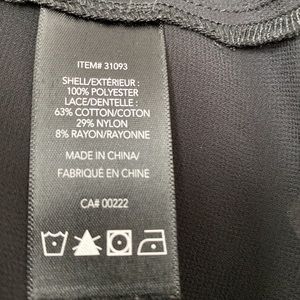 ITEM# 31093
SHELL/EXTÉRIEUR :
100% POLYESTER
LACE/DENTELLE :
63% COTTON/COTON
29% NYLON
8% RAYON/RAYONNE
MADE IN CHINA/
FABRIQUÉ EN CHINE
CA# 00222